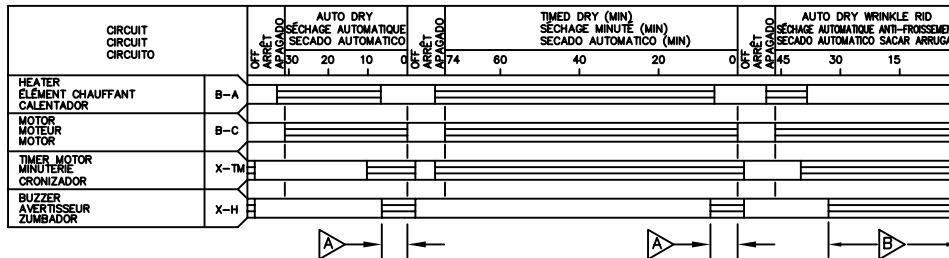 CIRCUIT
CIRCUIT
CIRCUITO
OFF
ARRÊT
APAGADO
AUTO DRY
SÉCHAGE AUTOMATIQUE
SECADO AUTOMATICO
30 20 10 0
OFF
ARRÊT
APAGADO
TIMED DRY (MIN)
SÉCHAGE MINUTÉ (MIN)
SECADO AUTOMATICO (MIN)
74 60 40 20 0
OFF
ARRÊT
APAGADO
AUTO DRY WRINKLE RID
SÉCHAGE AUTOMATIQUE ANTI-FROISSEMEN
SECADO AUTOMATICO SACAR ARRUGA
45 30 15
HEATER
ÉLÉMENT CHAUFFANT
CALENTADOR
B-A
MOTOR
MOTEUR
MOTOR
B-C
TIMER MOTOR
MINUTERIE
CRONIZADOR
X-TM
BUZZER
AVERTISSEUR
ZUMBADOR
X-H
A A B